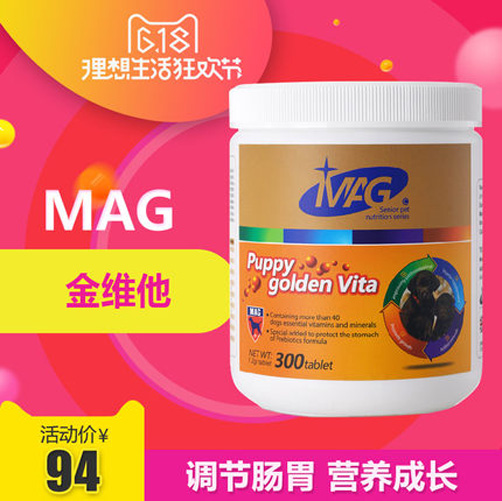 6.18
理想生活狂欢节
MAG
金维他
MAG
Senior pet
nutrition series
Puppy
golden Vita
MAG
• Containing more than 40
dogs essential vitamins and minerals
• Special added to protect the stomach
of Prebiotics formula
NET WT:
300tablet
活动价¥
94
调节肠胃 营养成长